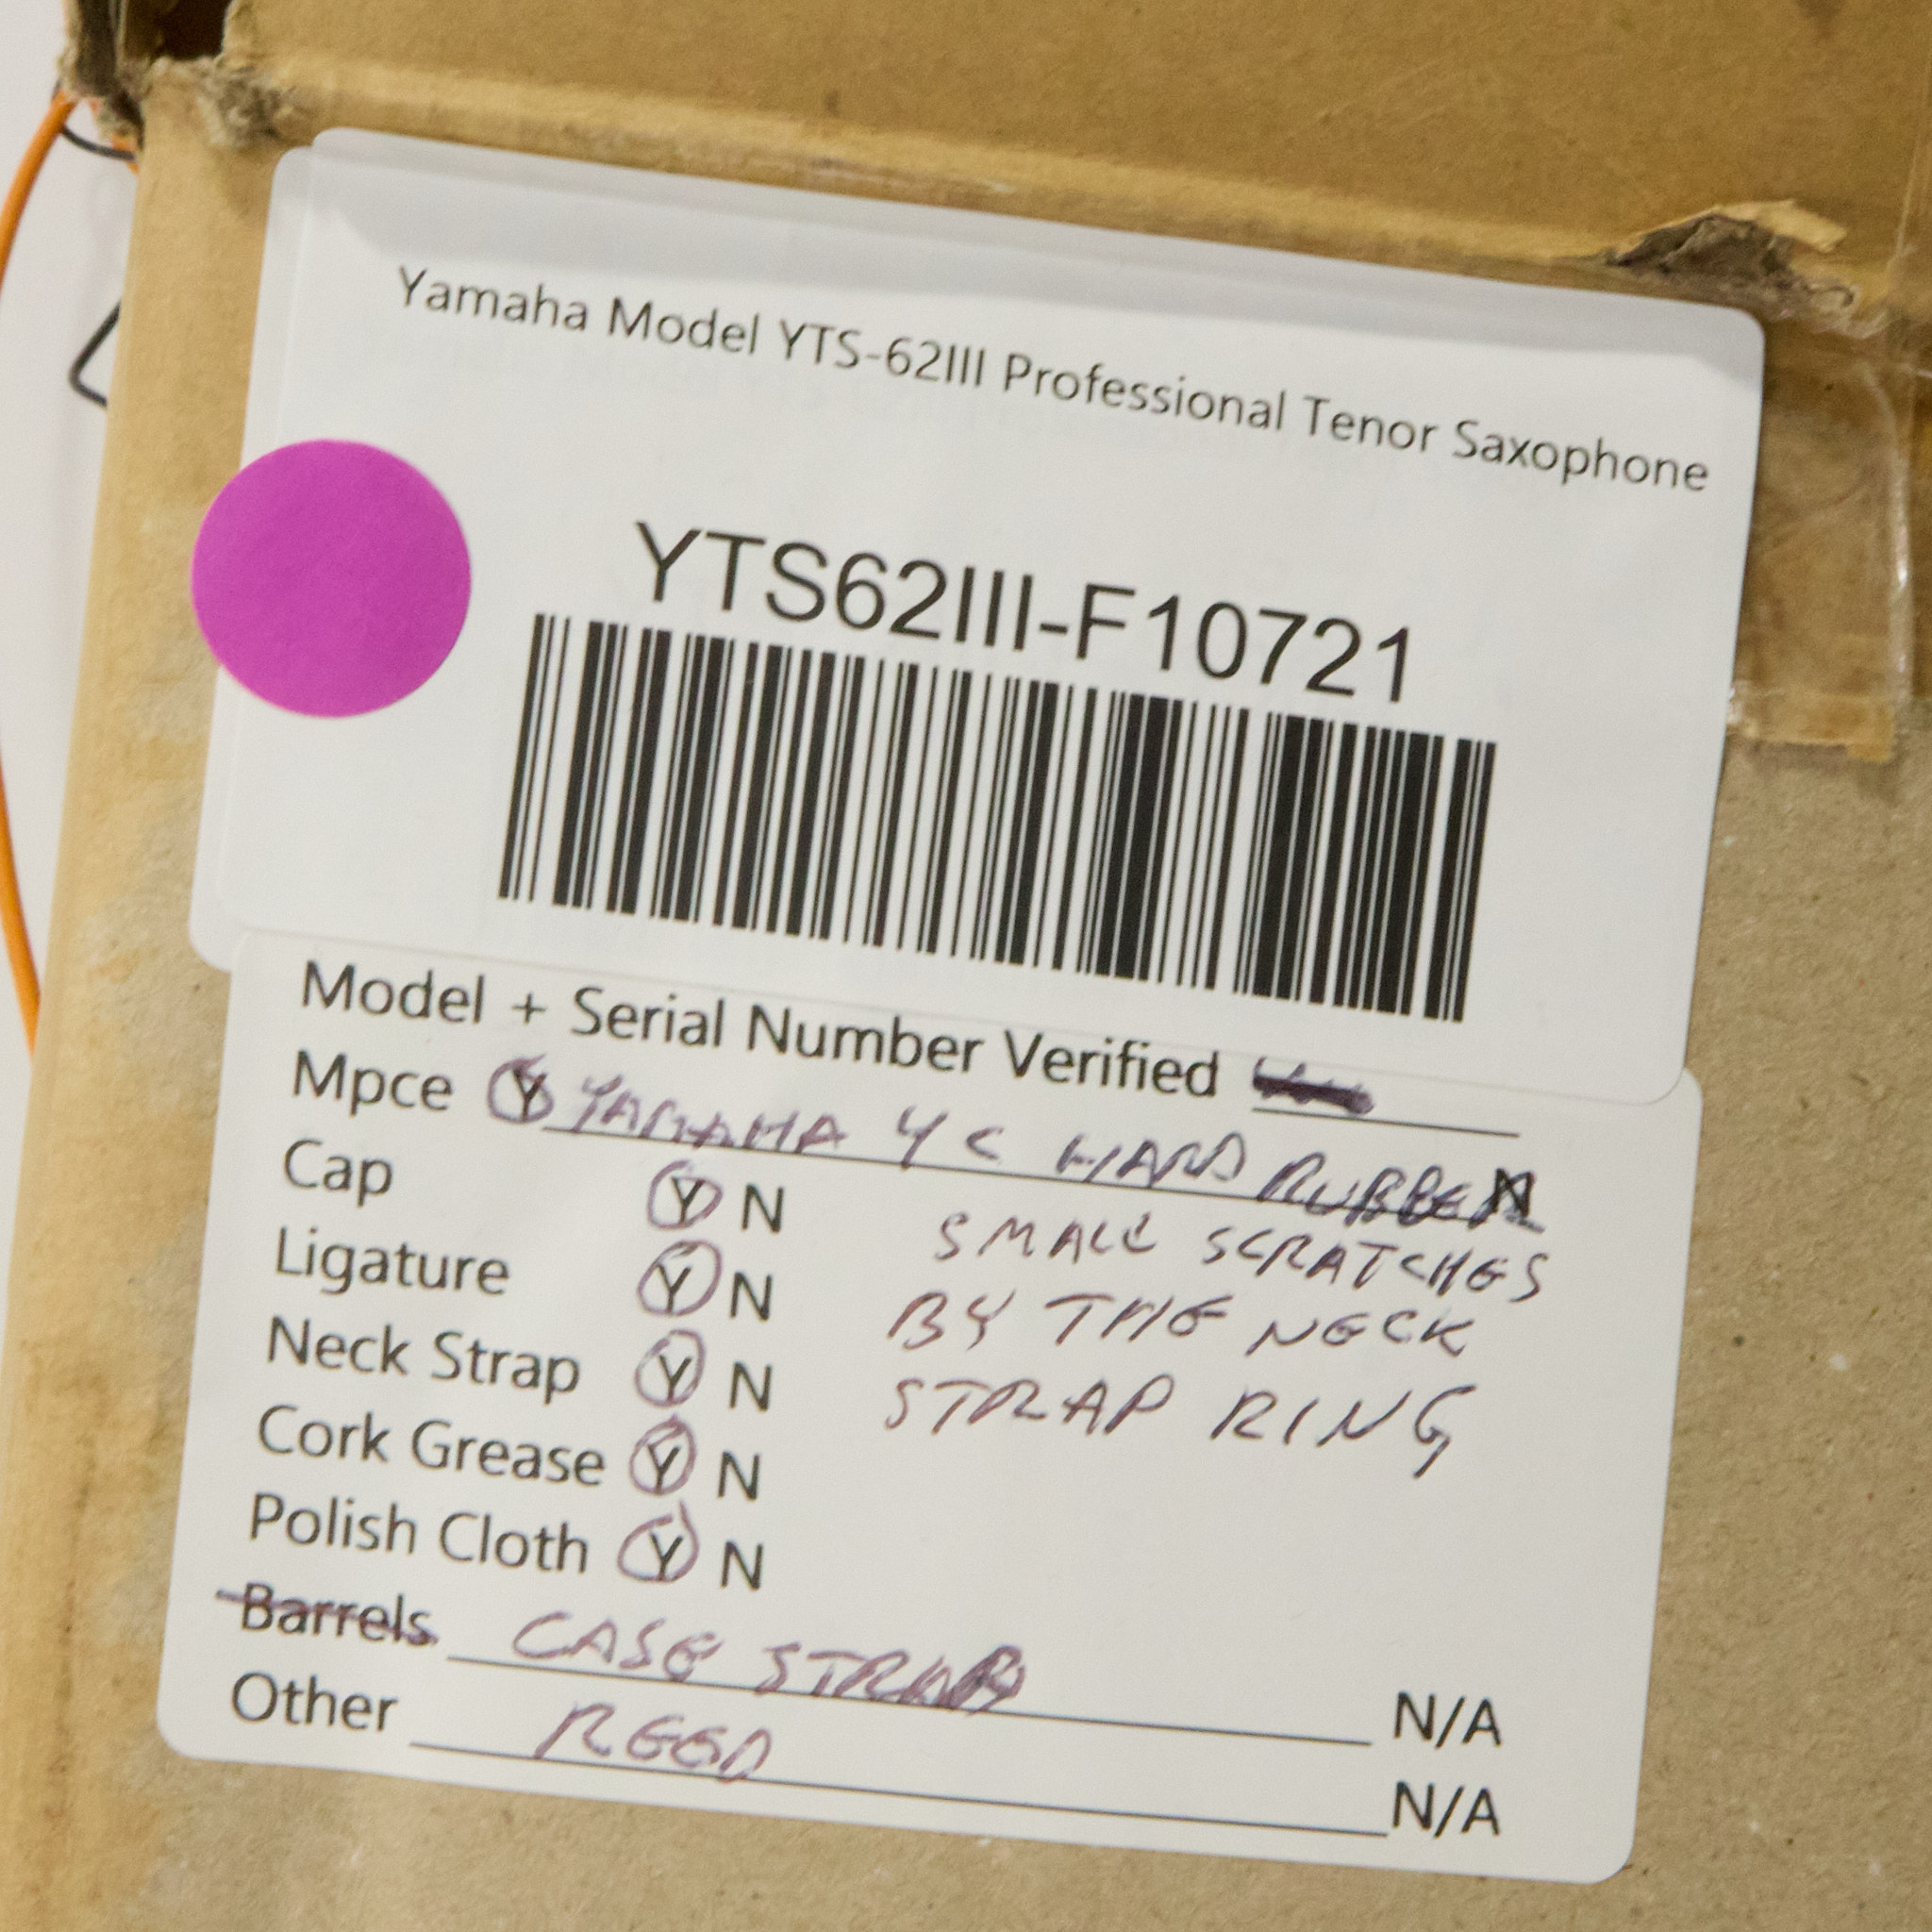 Yamaha Model YTS-62III Professional Tenor Saxophone
YTS62III-F10721
Model + Serial Number Verified
Mpce Y YAMAHA 4C HARD RUBBER N
Cap Y N SMALL SCRATCHES
Ligature Y N BY THE NECK
Neck Strap Y N STRAP RING
Cork Grease Y N
Polish Cloth Y N
Barrels CASE STRAP N/A
Other REED N/A